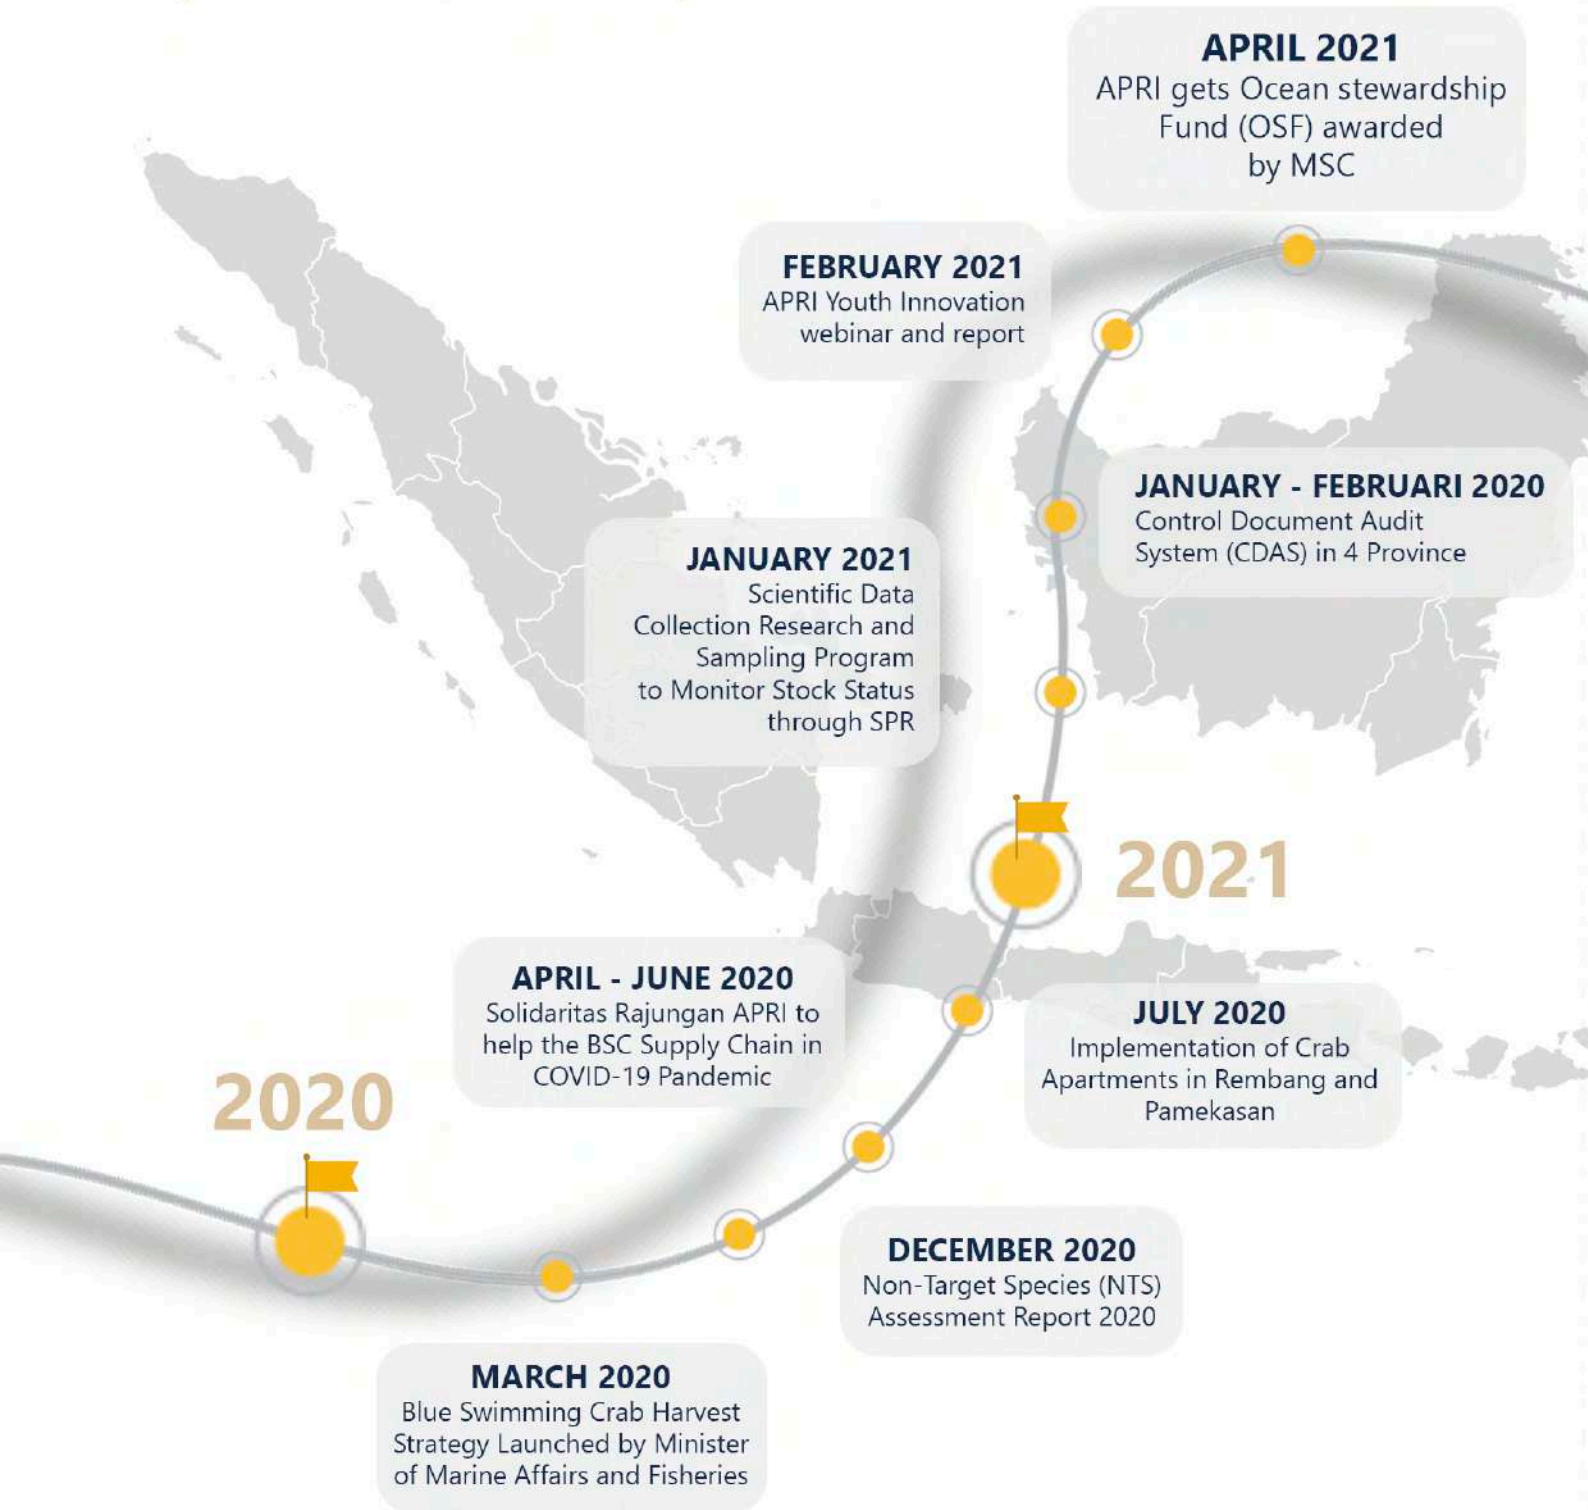 APRIL 2021
APRI gets Ocean stewardship
Fund (OSF) awarded
by MSC
FEBRUARY 2021
APRI Youth Innovation
webinar and report
JANUARY - FEBRUARI 2020
Control Document Audit
System (CDAS) in 4 Province
JANUARY 2021
Scientific Data
Collection Research and
Sampling Program
to Monitor Stock Status
through SPR
2021
APRIL - JUNE 2020
Solidaritas Rajungan APRI to
help the BSC Supply Chain in
COVID-19 Pandemic
JULY 2020
Implementation of Crab
Apartments in Rembang and
Pamekasan
2020
DECEMBER 2020
Non-Target Species (NTS)
Assessment Report 2020
MARCH 2020
Blue Swimming Crab Harvest
Strategy Launched by Minister
of Marine Affairs and Fisheries